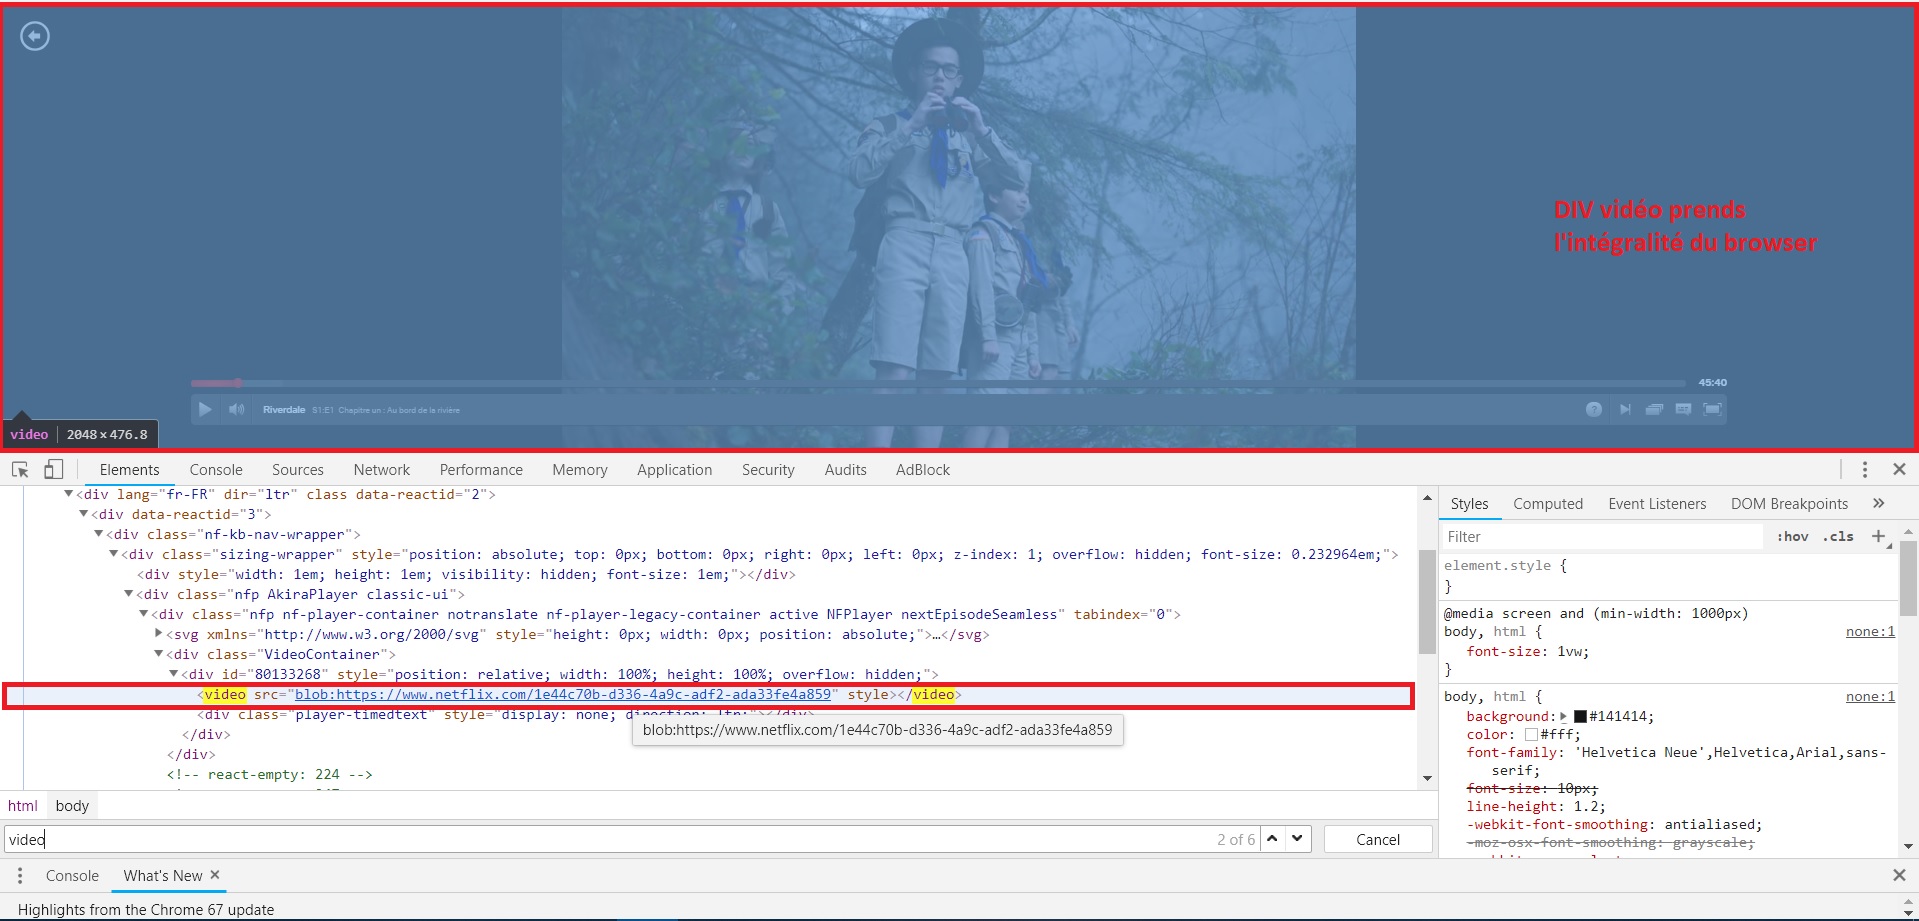 DIV vidéo prends
l'intégralité du browser
45:40
Riverdale S1:E1 Chapitre un : Au bord de la rivière
?
video 2048 × 476.8
Elements Console Sources Network Performance Memory Application Security Audits AdBlock
<div lang="fr-FR" dir="ltr" class data-reactid="2">
<div data-reactid="3">
<div class="nf-kb-nav-wrapper">
<div class="sizing-wrapper" style="position: absolute; top: 0px; bottom: 0px; right: 0px; left: 0px; z-index: 1; overflow: hidden; font-size: 0.232964em;">
<div style="width: 1em; height: 1em; visibility: hidden; font-size: 1em;"></div>
<div class="nfp AkiraPlayer classic-ui">
<div class="nfp nf-player-container notranslate nf-player-legacy-container active NFPlayer nextEpisodeSeamless" tabindex="0">
<svg xmlns="http://www.w3.org/2000/svg" style="height: 0px; width: 0px; position: absolute;">…</svg>
<div class="VideoContainer">
<div id="80133268" style="position: relative; width: 100%; height: 100%; overflow: hidden;">
<video src="blob:https://www.netflix.com/1e44c70b-d336-4a9c-adf2-ada33fe4a859" style></video>
<div class="player-timedtext" style="display: none; direction: ltr;"></div>
blob:https://www.netflix.com/1e44c70b-d336-4a9c-adf2-ada33fe4a859
</div>
</div>
<!-- react-empty: 224 -->
html body
video 2 of 6 Cancel
Styles Computed Event Listeners DOM Breakpoints »
Filter :hov .cls +
element.style {
}
@media screen and (min-width: 1000px)
body, html { none:1
font-size: 1vw;
}
body, html { none:1
background: #141414;
color: #fff;
font-family: 'Helvetica Neue',Helvetica,Arial,sans-
serif;
font-size: 10px;
line-height: 1.2;
-webkit-font-smoothing: antialiased;
-moz-osx-font-smoothing: grayscale;
Console What's New ×
Highlights from the Chrome 67 update